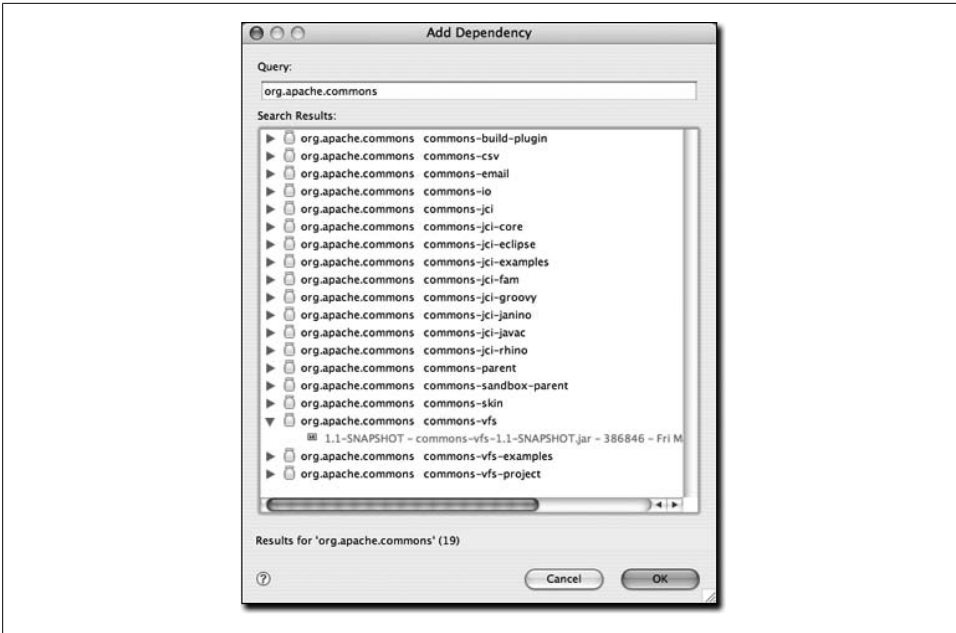 Add Dependency
Query:
org.apache.commons
Search Results:
org.apache.commons commons-build-plugin
org.apache.commons commons-csv
org.apache.commons commons-email
org.apache.commons commons-io
org.apache.commons commons-jci
org.apache.commons commons-jci-core
org.apache.commons commons-jci-eclipse
org.apache.commons commons-jci-examples
org.apache.commons commons-jci-fam
org.apache.commons commons-jci-groovy
org.apache.commons commons-jci-janino
org.apache.commons commons-jci-javac
org.apache.commons commons-jci-rhino
org.apache.commons commons-parent
org.apache.commons commons-sandbox-parent
org.apache.commons commons-skin
org.apache.commons commons-vfs
1.1-SNAPSHOT - commons-vfs-1.1-SNAPSHOT.jar - 386846 - Fri M
org.apache.commons commons-vfs-examples
org.apache.commons commons-vfs-project
Results for 'org.apache.commons' (19)
? Cancel OK